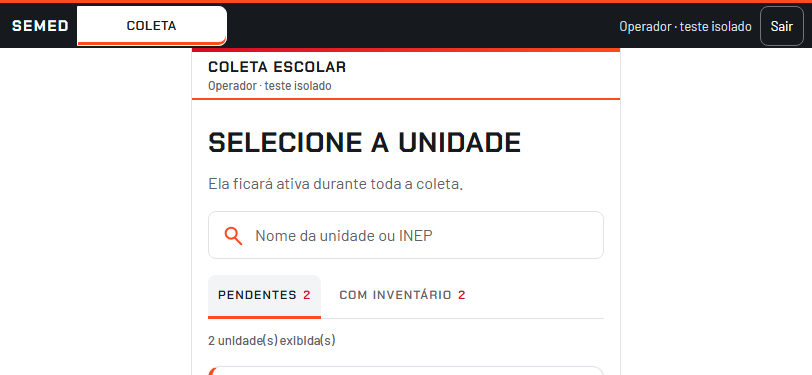 SEMED COLETA Operador · teste isolado Sair
COLETA ESCOLAR
Operador · teste isolado
SELECIONE A UNIDADE
Ela ficará ativa durante toda a coleta.
Nome da unidade ou INEP
PENDENTES 2 COM INVENTÁRIO 2
2 unidade(s) exibida(s)